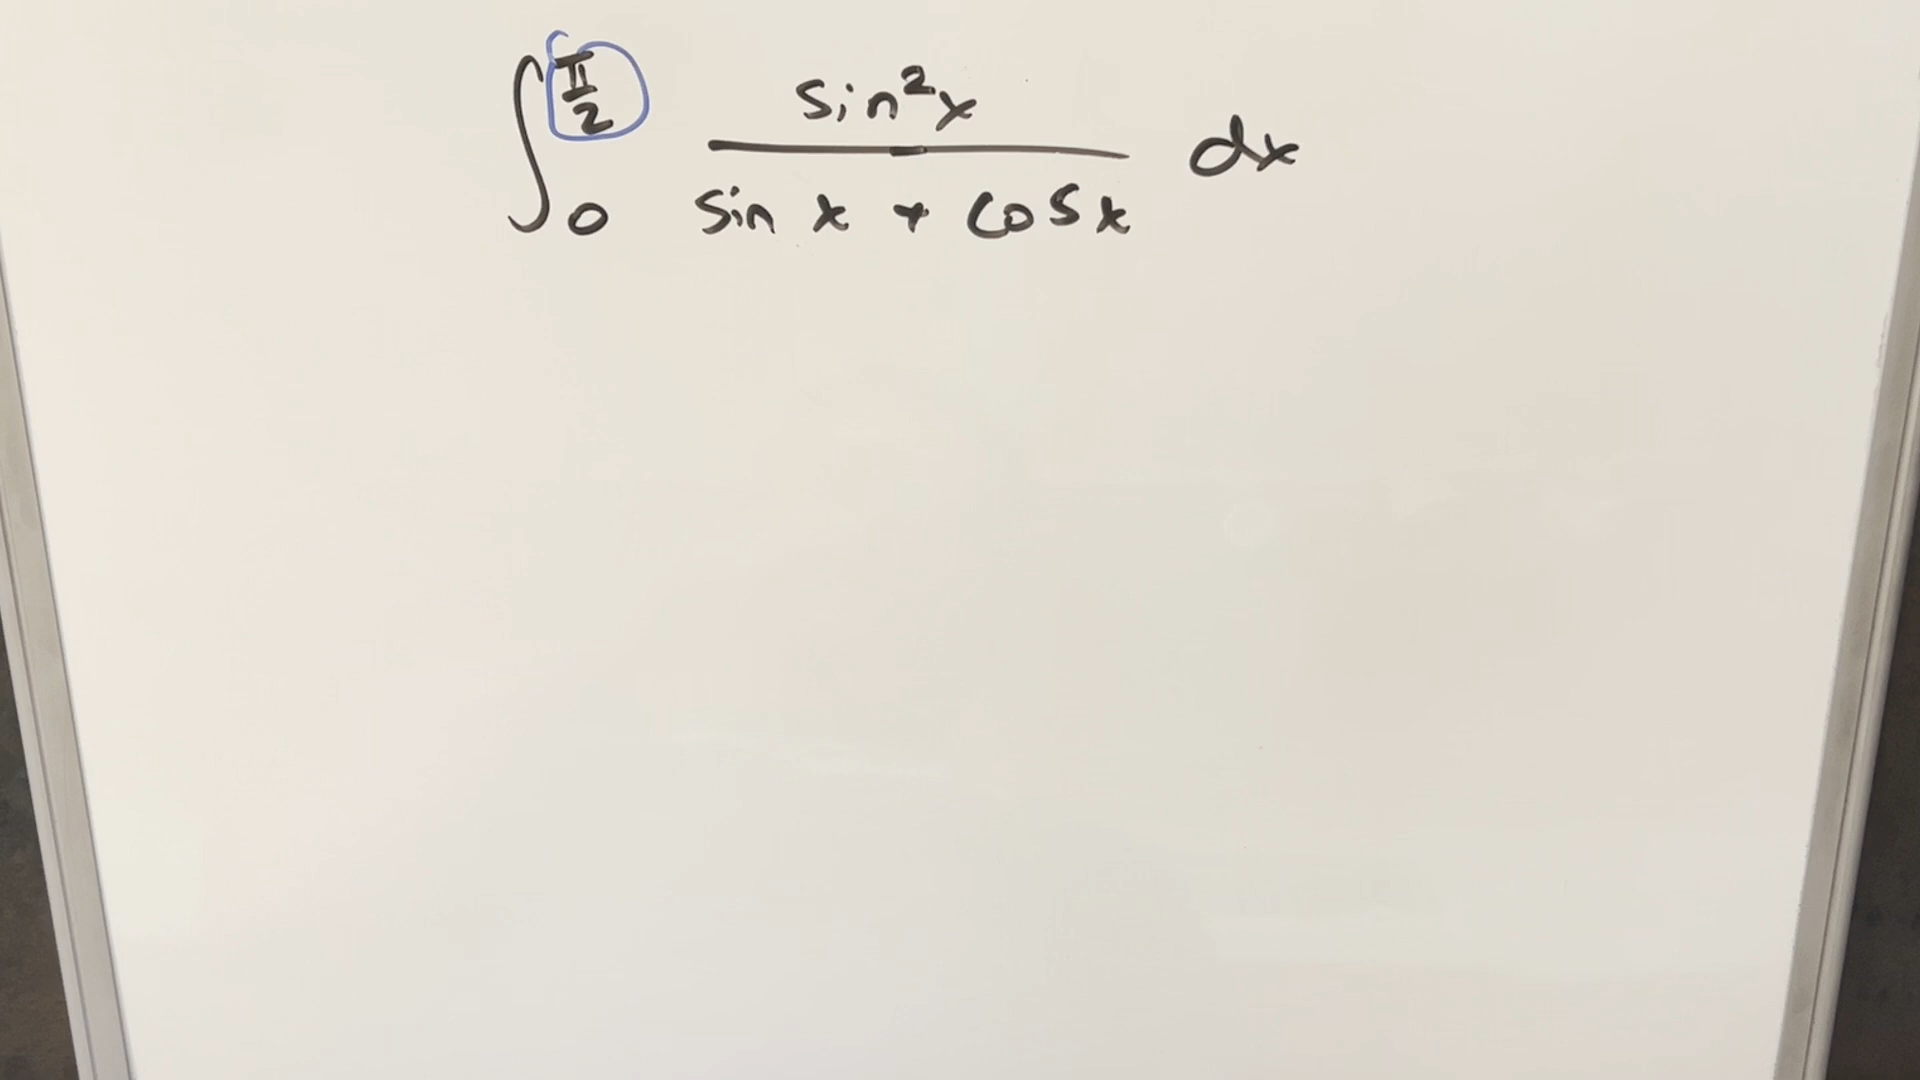 ∫₀^(π/2) sin²x / (sin x + cos x) dx